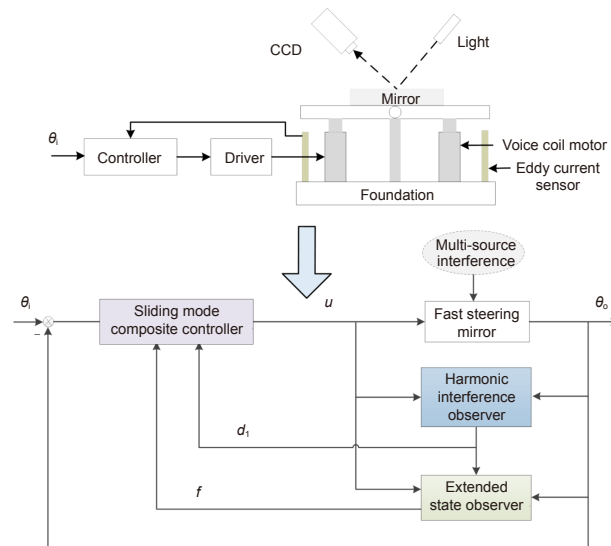 CCD
Light
Mirror
θi
Controller
Driver
Voice coil motor
Eddy current
sensor
Foundation
Multi-source
interference
θi
Sliding mode
composite controller
u
Fast steering
mirror
θo
−
Harmonic
interference
observer
d1
f
Extended
state observer